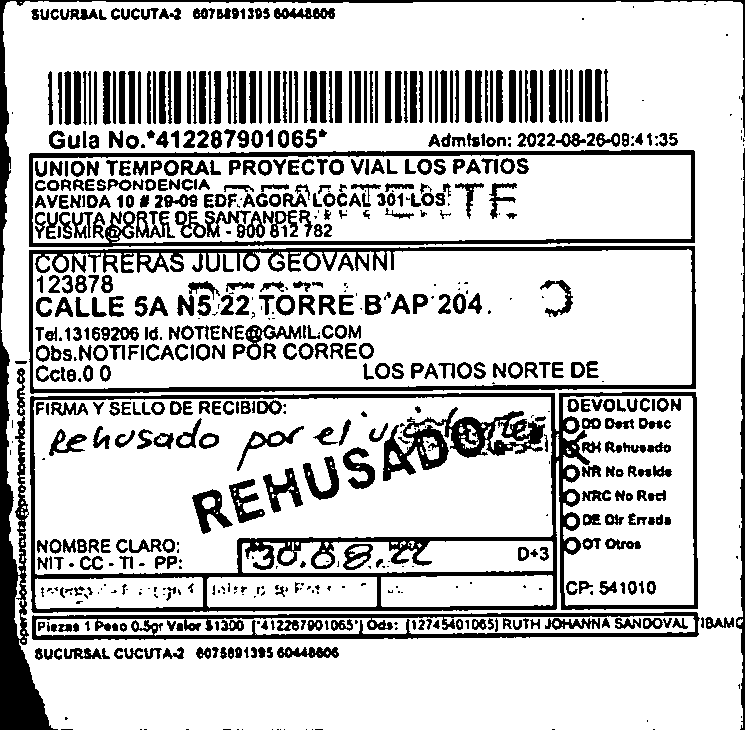 SUCURSAL CUCUTA-2 6075891395 60448606
Guia No.*412287901065*
Admision: 2022-08-26-09:41:35
UNION TEMPORAL PROYECTO VIAL LOS PATIOS
CORRESPONDENCIA
AVENIDA 10 # 29-09 EDF.AGORA LOCAL 301 LOS
CUCUTA NORTE DE SANTANDER
YEISMIR@GMAIL COM - 900 812 782
CONTRERAS JULIO GEOVANNI
123878
CALLE 5A N5 22 TORRE B AP 204.
Tel.13169206 Id. NOTIENE@GAMIL.COM
Obs.NOTIFICACION POR CORREO
Ccte.0 0
LOS PATIOS NORTE DE
operacionescucuta@prontoenvios.com.co
FIRMA Y SELLO DE RECIBIDO:
Rehusado por el
REHUSADO.
NOMBRE CLARO:
NIT - CC - TI - PP:
30.08.22
D+3
DEVOLUCION
DD Dest Desc
RH Rehusado
NR No Reside
NRC No Recl
DE Dir Errada
OT Otros
CP: 541010
Piezas 1 Peso 0.5gr Valor $1300 [*412287901065*] Ods: [12745401065] RUTH JOHANNA SANDOVAL TIBAMO
SUCURSAL CUCUTA-2 6075891395 60448606